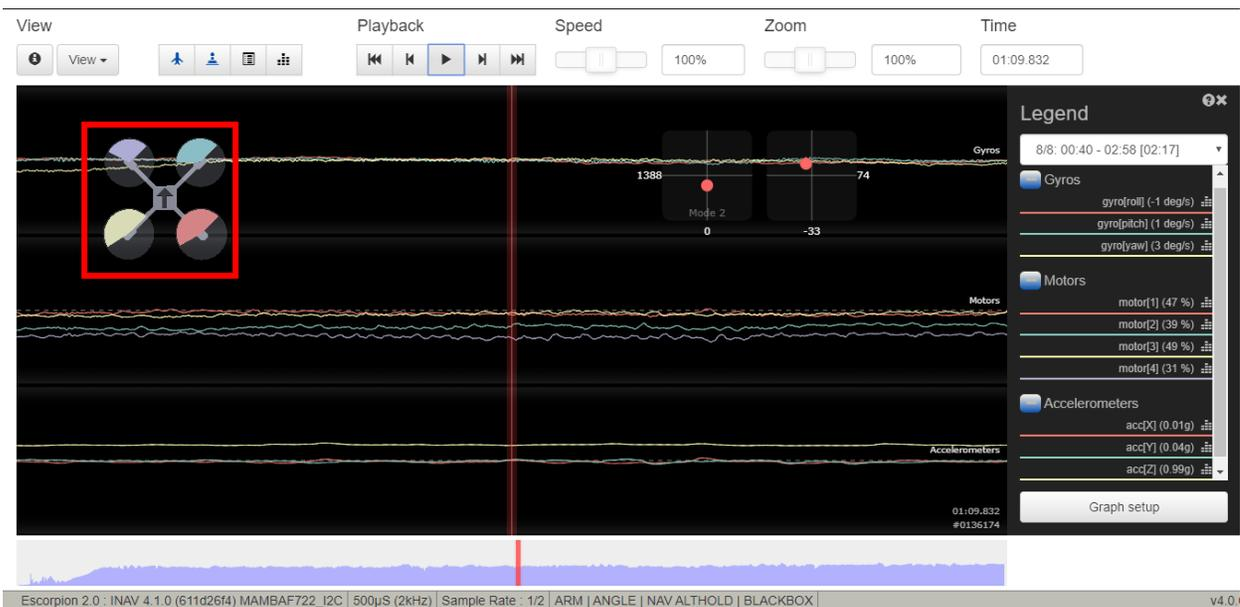 View
Playback
Speed
Zoom
Time
View
100%
100%
01:09.832
Gyros
1388
74
Mode 2
0
-33
Motors
Accelerometers
01:09.832
#0136174
Legend
8/8: 00:40 - 02:58 [02:17]
Gyros
gyro[roll] (-1 deg/s)
gyro[pitch] (1 deg/s)
gyro[yaw] (3 deg/s)
Motors
motor[1] (47 %)
motor[2] (39 %)
motor[3] (49 %)
motor[4] (31 %)
Accelerometers
acc[X] (0.01g)
acc[Y] (0.04g)
acc[Z] (0.99g)
Graph setup
Escorpion 2.0 : INAV 4.1.0 (611d26f4) MAMBAF722_I2C 500µS (2kHz) Sample Rate : 1/2 ARM | ANGLE | NAV ALTHOLD | BLACKBOX v4.0